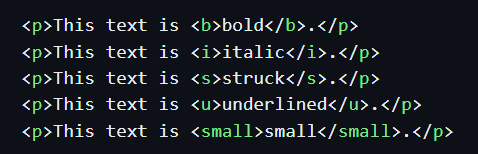 <p>This text is <b>bold</b>.</p>
<p>This text is <i>italic</i>.</p>
<p>This text is <s>struck</s>.</p>
<p>This text is <u>underlined</u>.</p>
<p>This text is <small>small</small>.</p>